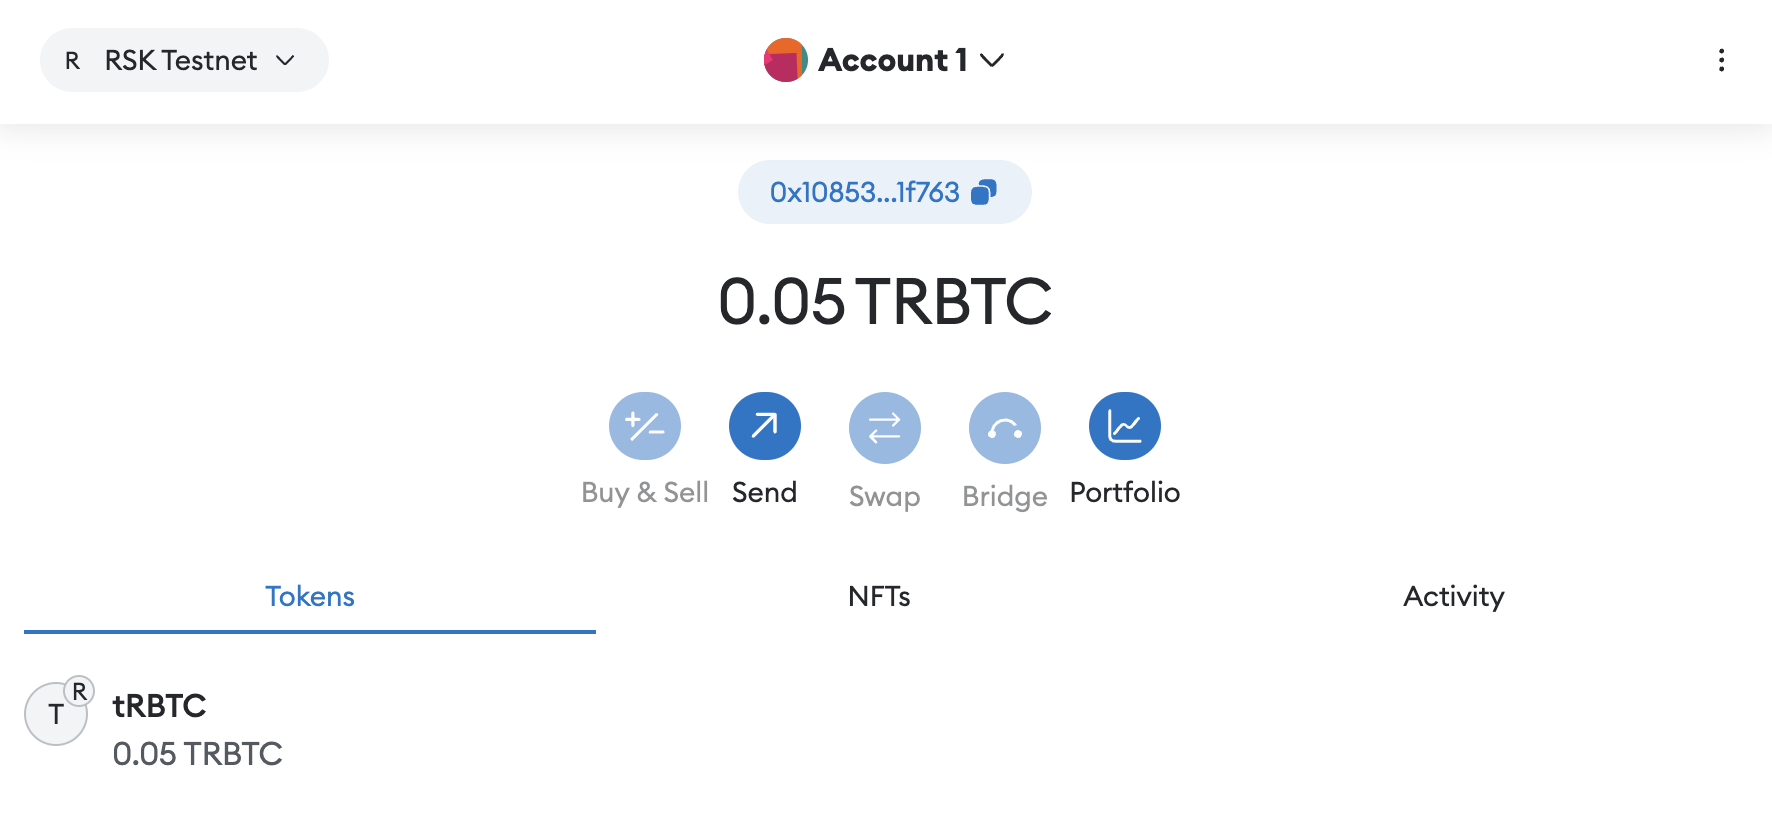 R RSK Testnet
Account 1
0x10853...1f763
0.05 TRBTC
Buy & Sell Send Swap Bridge Portfolio
Tokens NFTs Activity
T R tRBTC
0.05 TRBTC